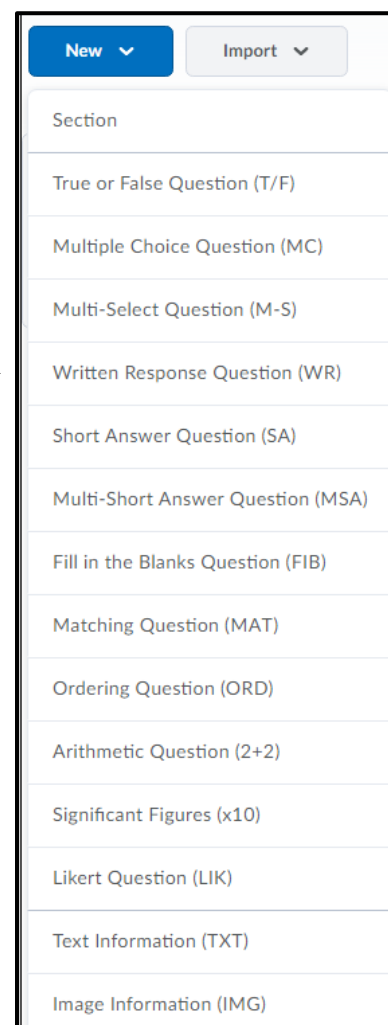 New
Import
Section
True or False Question (T/F)
Multiple Choice Question (MC)
Multi-Select Question (M-S)
Written Response Question (WR)
Short Answer Question (SA)
Multi-Short Answer Question (MSA)
Fill in the Blanks Question (FIB)
Matching Question (MAT)
Ordering Question (ORD)
Arithmetic Question (2+2)
Significant Figures (x10)
Likert Question (LIK)
Text Information (TXT)
Image Information (IMG)